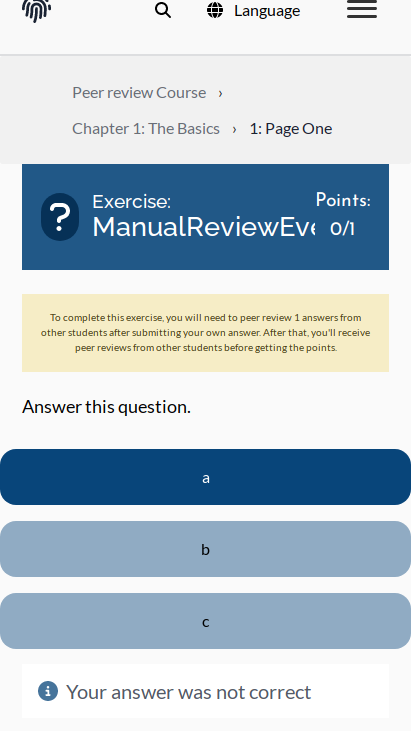 Language
Peer review Course ›
Chapter 1: The Basics › 1: Page One
Exercise:
ManualReviewEve
Points:
0/1
To complete this exercise, you will need to peer review 1 answers from
other students after submitting your own answer. After that, you'll receive
peer reviews from other students before getting the points.
Answer this question.
a
b
c
Your answer was not correct